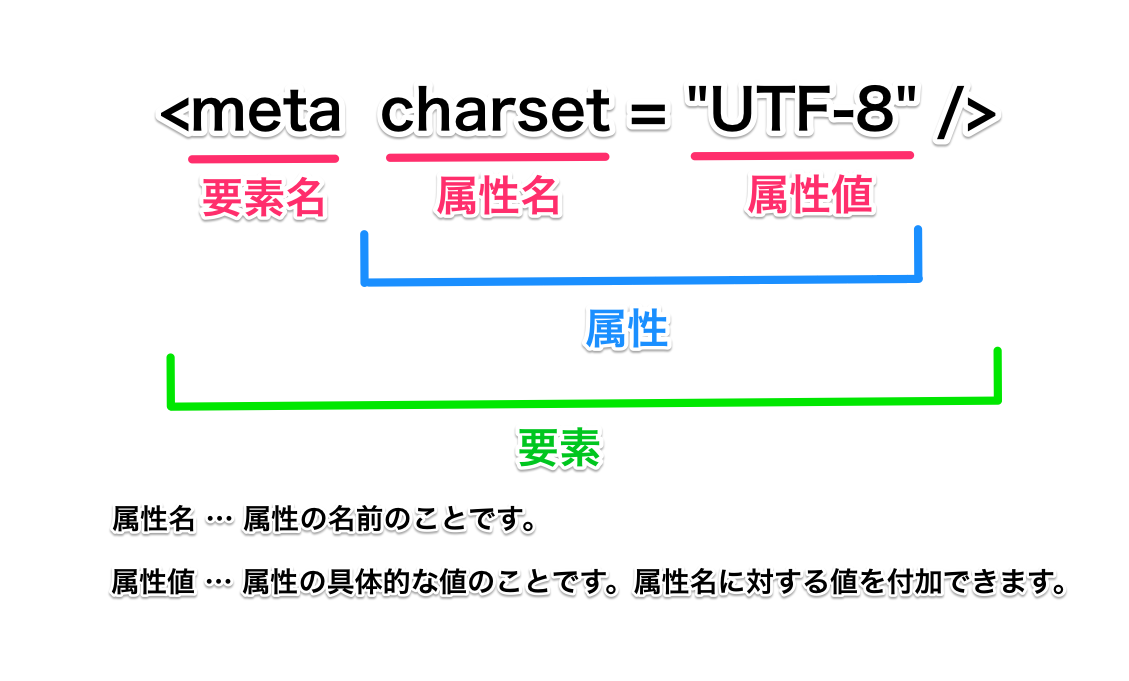 <meta charset = "UTF-8" />
要素名 属性名 属性値
属性
要素
属性名 … 属性の名前のことです。
属性値 … 属性の具体的な値のことです。属性名に対する値を付加できます。